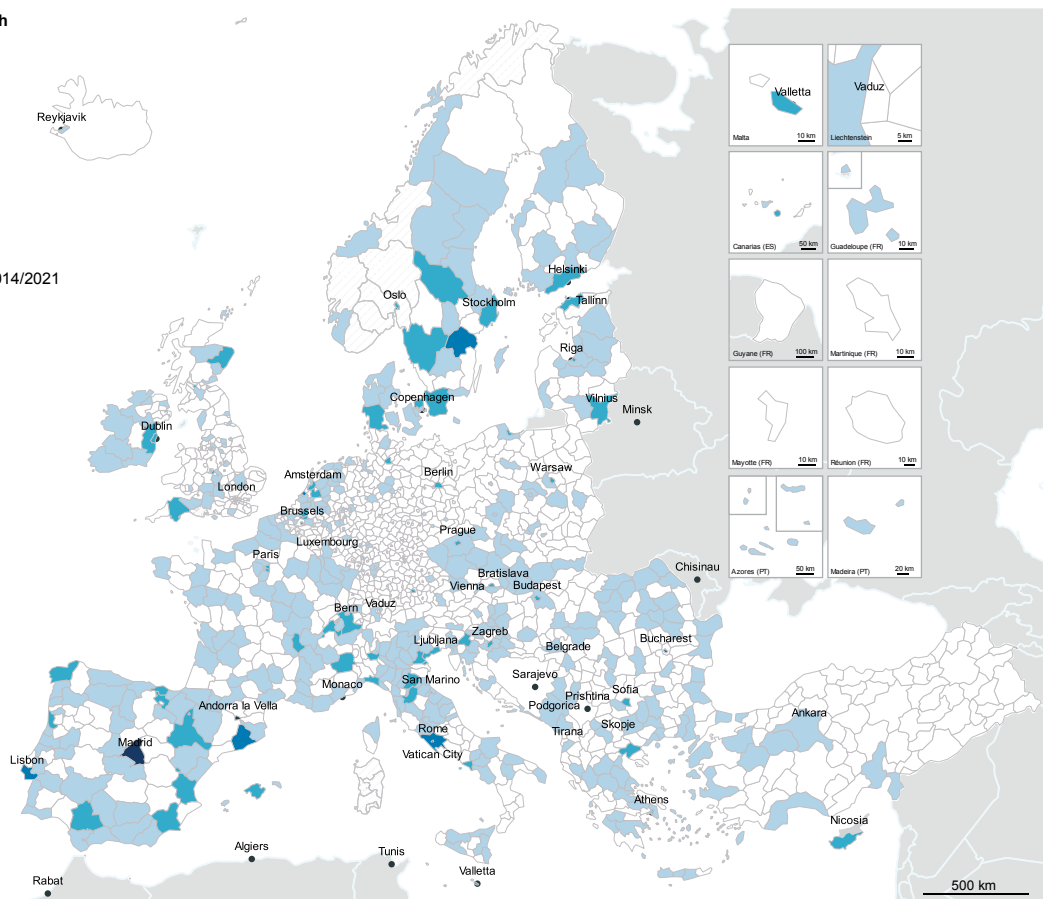 h
014/2021
Reykjavik
Oslo
Helsinki
Stockholm
Tallinn
Riga
Copenhagen
Vilnius
Minsk
Dublin
London
Amsterdam
Berlin
Warsaw
Brussels
Prague
Luxembourg
Paris
Bratislava
Vienna
Budapest
Chisinau
Bern
Vaduz
Ljubljana
Zagreb
Bucharest
Belgrade
Monaco
San Marino
Sarajevo
Prishtina
Sofia
Podgorica
Andorra la Vella
Skopje
Tirana
Ankara
Rome
Vatican City
Madrid
Lisbon
Athens
Nicosia
Algiers
Tunis
Valletta
Rabat
500 km
Valletta
Malta
10 km
Vaduz
Liechtenstein
5 km
Canarias (ES)
50 km
Guadeloupe (FR)
10 km
Guyane (FR)
100 km
Martinique (FR)
10 km
Mayotte (FR)
10 km
Réunion (FR)
10 km
Azores (PT)
50 km
Madeira (PT)
20 km